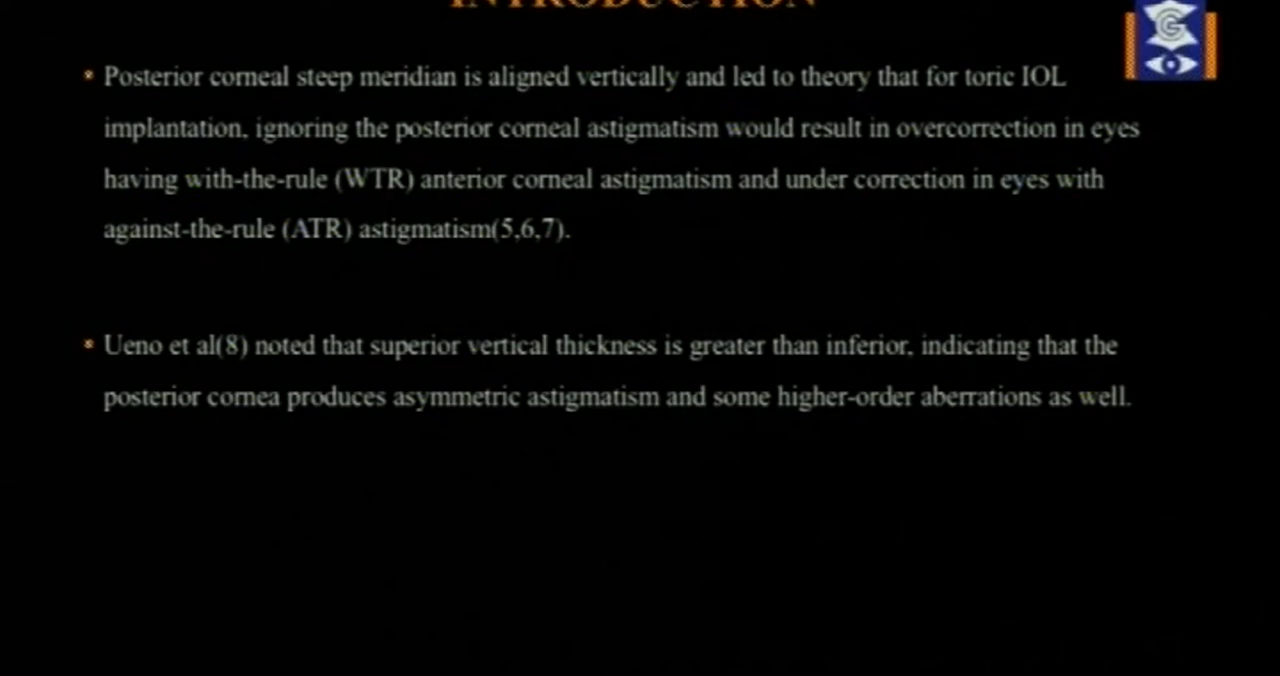 INTRODUCTION
Posterior corneal steep meridian is aligned vertically and led to theory that for toric IOL
implantation, ignoring the posterior corneal astigmatism would result in overcorrection in eyes
having with-the-rule (WTR) anterior corneal astigmatism and under correction in eyes with
against-the-rule (ATR) astigmatism(5,6,7).
Ueno et al(8) noted that superior vertical thickness is greater than inferior, indicating that the
posterior cornea produces asymmetric astigmatism and some higher-order aberrations as well.